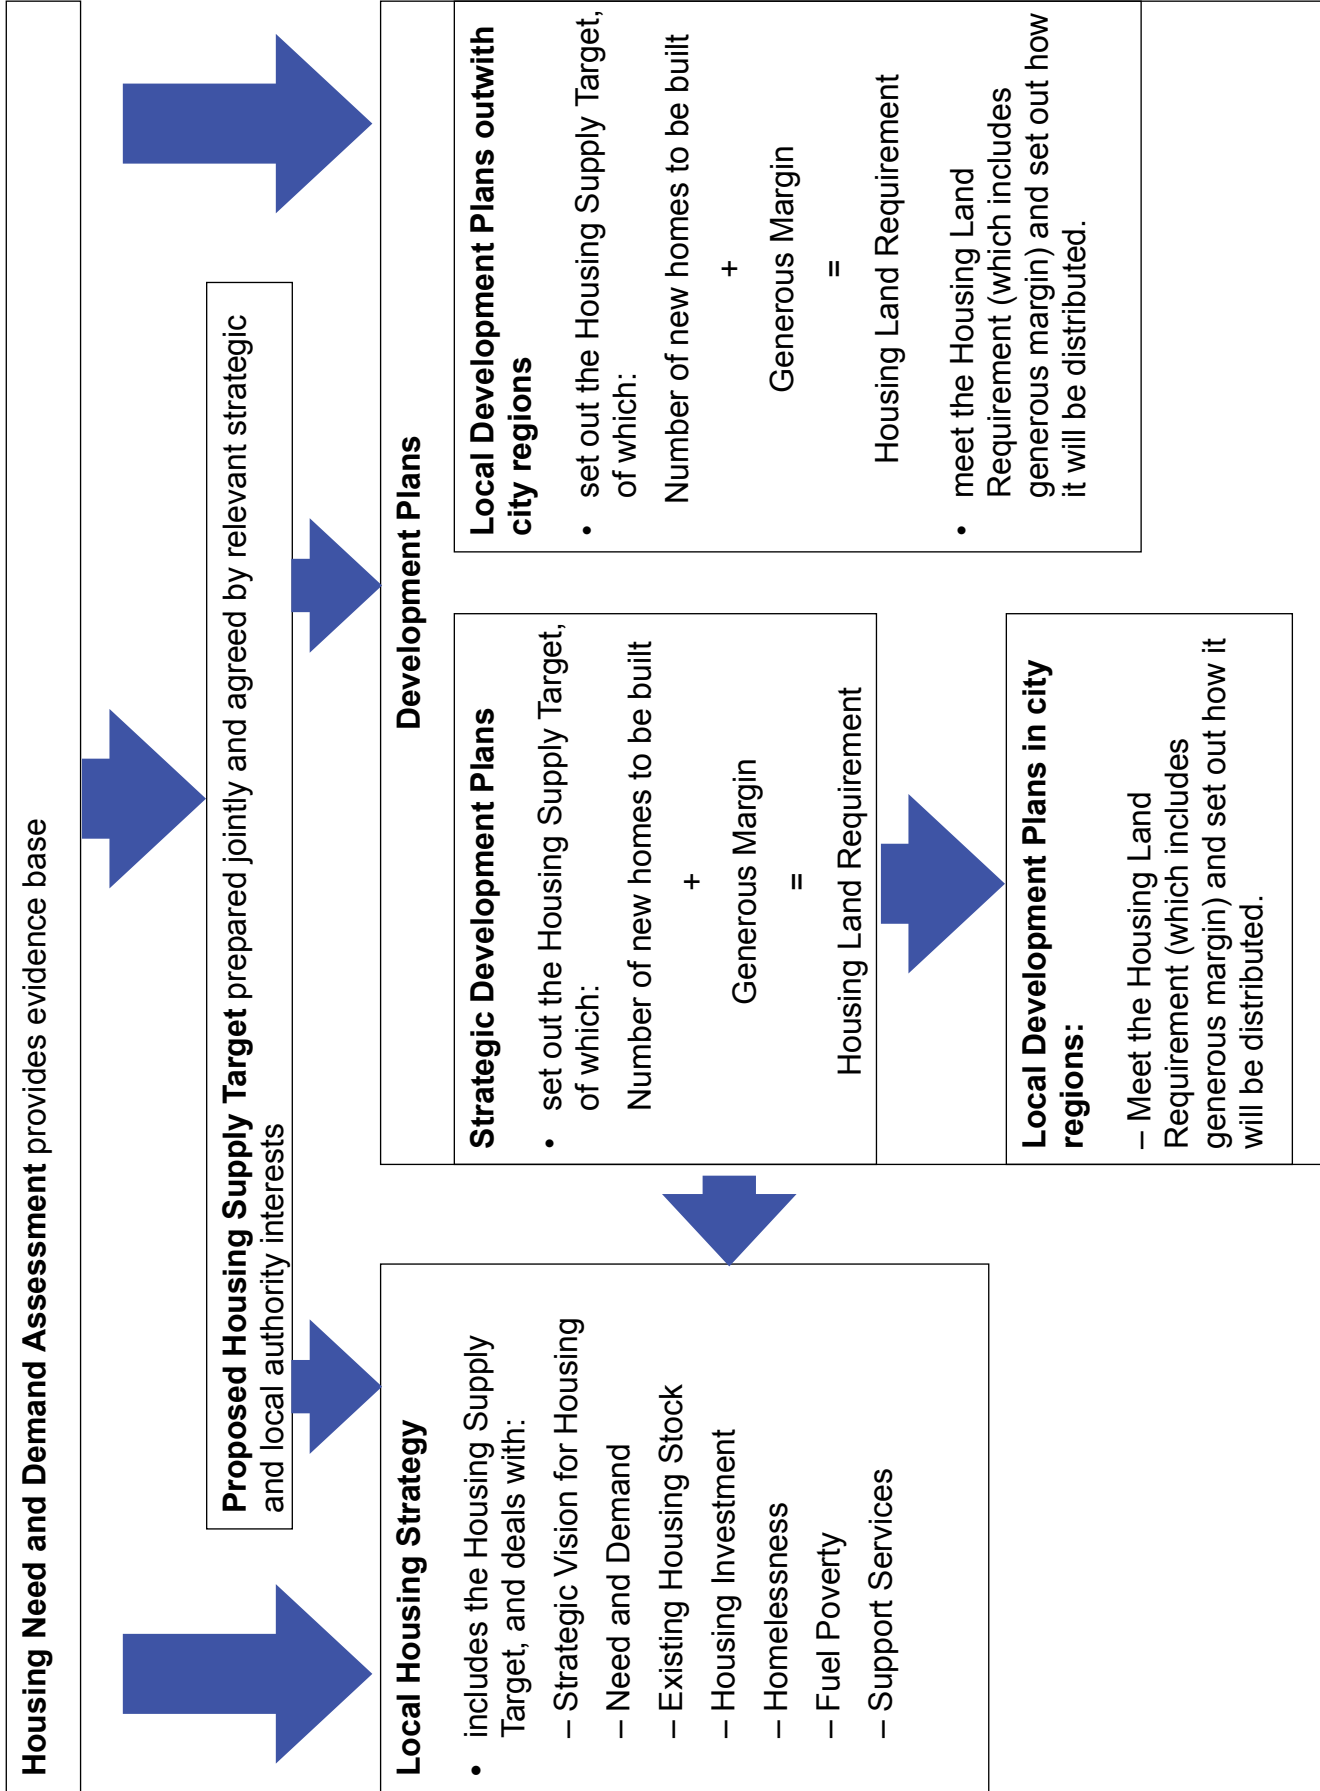 Housing Need and Demand Assessment provides evidence base
Proposed Housing Supply Target prepared jointly and agreed by relevant strategic
and local authority interests
Local Housing Strategy
• includes the Housing Supply
Target, and deals with:
– Strategic Vision for Housing
– Need and Demand
– Existing Housing Stock
– Housing Investment
– Homelessness
– Fuel Poverty
– Support Services
Development Plans
Strategic Development Plans
• set out the Housing Supply Target,
of which:
Number of new homes to be built
+
Generous Margin
=
Housing Land Requirement
Local Development Plans in city
regions:
– Meet the Housing Land
Requirement (which includes
generous margin) and set out how it
will be distributed.
Local Development Plans outwith
city regions
• set out the Housing Supply Target,
of which:
Number of new homes to be built
+
Generous Margin
=
Housing Land Requirement
• meet the Housing Land
Requirement (which includes
generous margin) and set out how
it will be distributed.